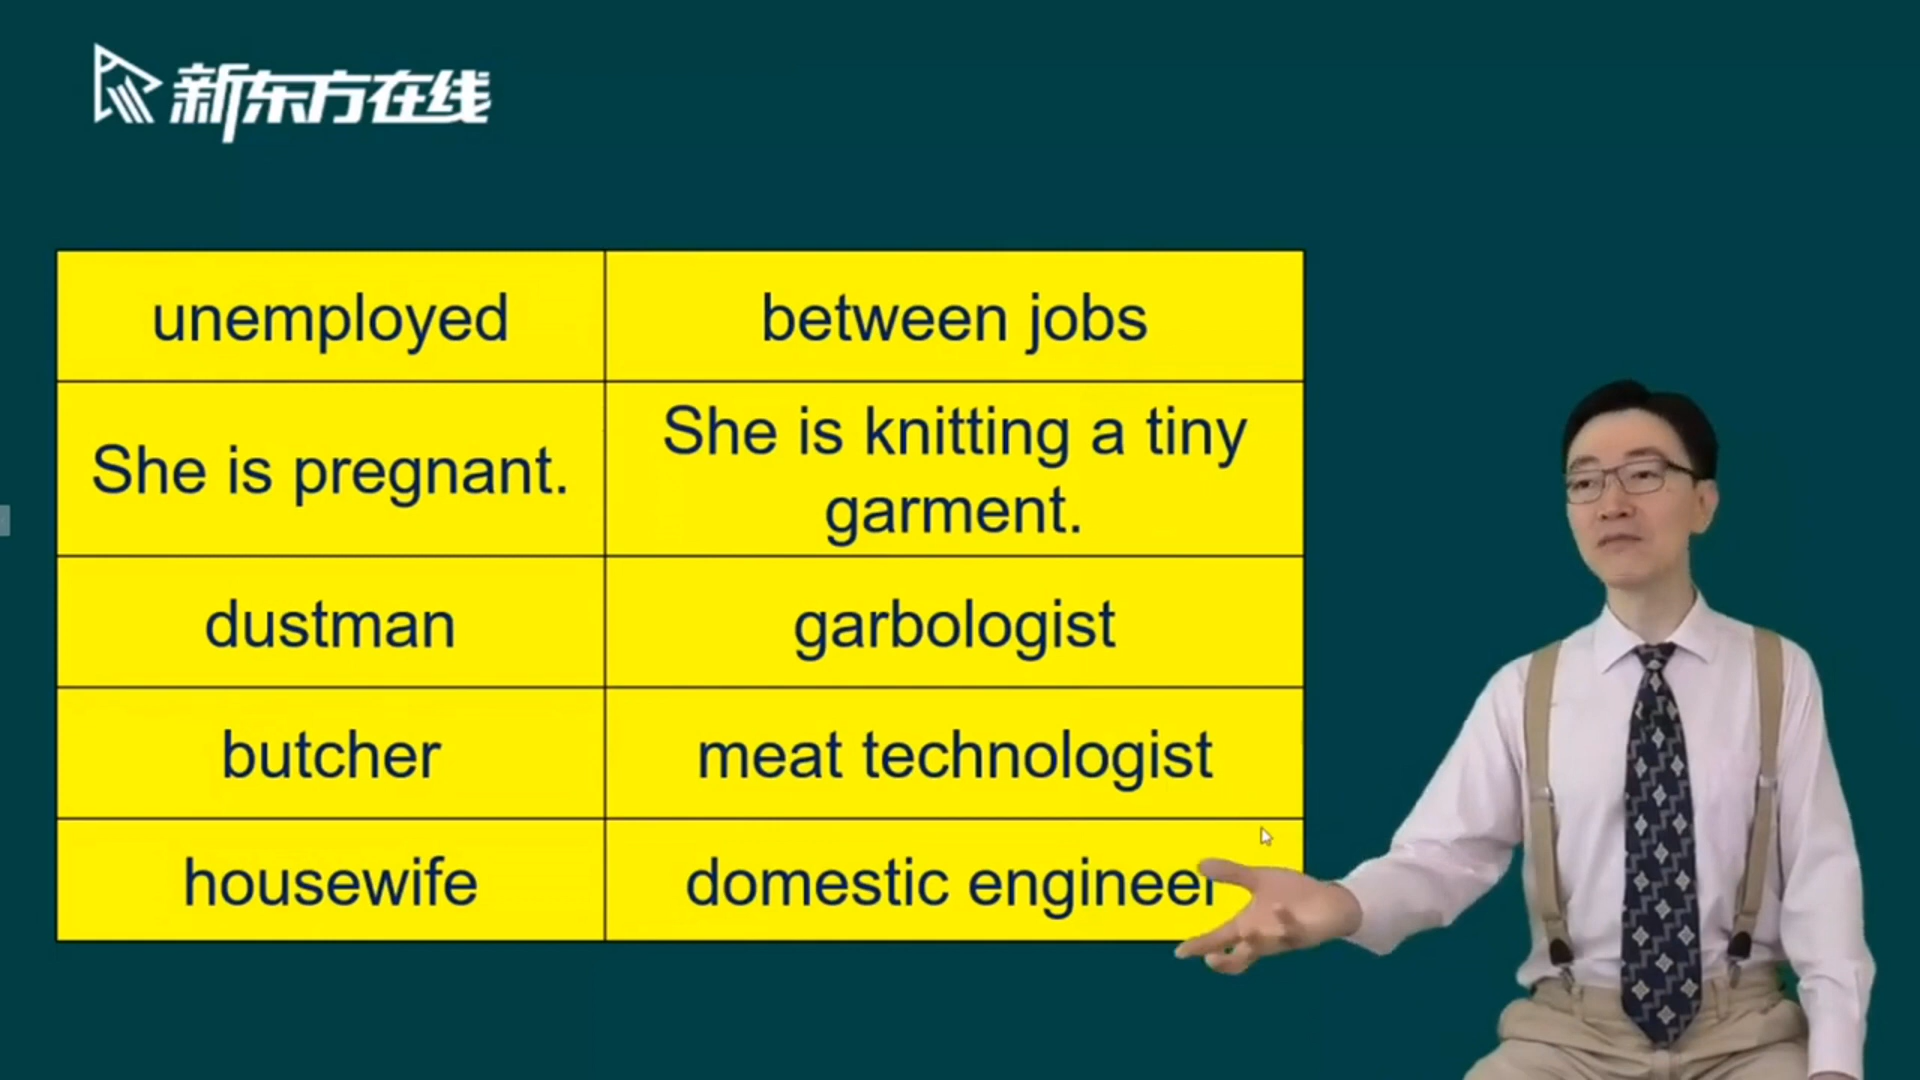 新东方在线
unemployed
between jobs
She is pregnant.
She is knitting a tiny
garment.
dustman
garbologist
butcher
meat technologist
housewife
domestic engineer